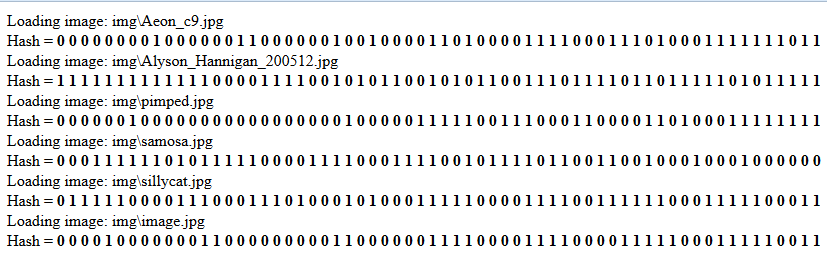 Loading image: img\Aeon_c9.jpg
Hash = 0 0 0 0 0 0 0 0 1 0 0 0 0 0 0 1 1 0 0 0 0 0 0 1 0 0 1 0 0 0 0 1 1 0 1 0 0 0 0 1 1 1 1 0 0 0 1 1 1 0 1 0 0 0 1 1 1 1 1 1 1 0 1 1
Loading image: img\Alyson_Hannigan_200512.jpg
Hash = 1 1 1 1 1 1 1 1 1 1 1 1 1 0 0 0 0 1 1 1 1 0 0 1 0 1 0 1 1 0 0 1 0 1 0 1 1 0 0 1 1 1 0 1 1 1 1 0 1 1 0 1 1 1 1 1 0 1 0 1 1 1 1 1
Loading image: img\pimped.jpg
Hash = 0 0 0 0 0 0 1 0 0 0 0 0 0 0 0 0 0 0 0 0 0 0 0 0 1 0 0 0 0 0 1 1 1 1 1 0 0 1 1 1 0 0 0 1 1 0 0 0 0 1 1 0 1 0 0 0 1 1 1 1 1 1 1 1
Loading image: img\samosa.jpg
Hash = 0 0 0 1 1 1 1 1 1 0 1 0 1 1 1 1 1 0 0 0 0 1 1 1 1 0 0 0 1 1 1 1 0 0 1 0 1 1 1 1 0 1 1 0 0 1 1 0 0 1 0 0 0 1 0 0 0 1 0 0 0 0 0 0
Loading image: img\sillycat.jpg
Hash = 0 1 1 1 1 1 0 0 0 0 1 1 1 0 0 0 1 1 1 0 1 0 0 0 1 0 1 0 0 0 1 1 1 1 1 0 0 0 0 1 1 1 1 0 0 1 1 1 1 1 0 0 0 1 1 1 1 1 0 0 0 1 1
Loading image: img\image.jpg
Hash = 0 0 0 0 1 0 0 0 0 0 0 0 1 1 0 0 0 0 0 0 0 0 0 1 1 0 0 0 0 0 0 1 1 1 1 0 0 0 0 1 1 1 1 0 0 0 0 1 1 1 1 1 0 0 0 1 1 1 1 1 0 0 1 1